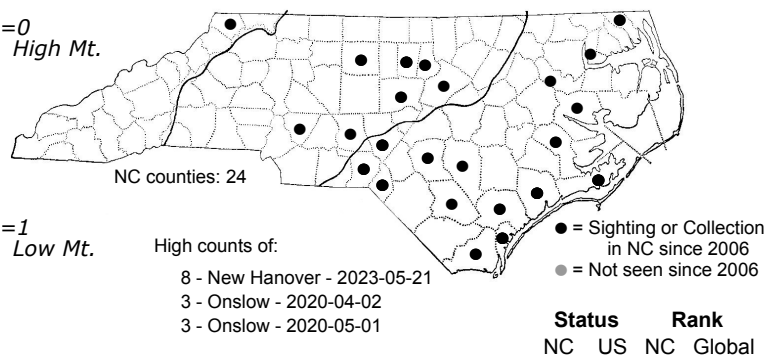 =0
High Mt.
NC counties: 24
=1
Low Mt.
High counts of:
8 - New Hanover - 2023-05-21
3 - Onslow - 2020-04-02
3 - Onslow - 2020-05-01
● = Sighting or Collection
in NC since 2006
● = Not seen since 2006
Status Rank
NC US NC Global